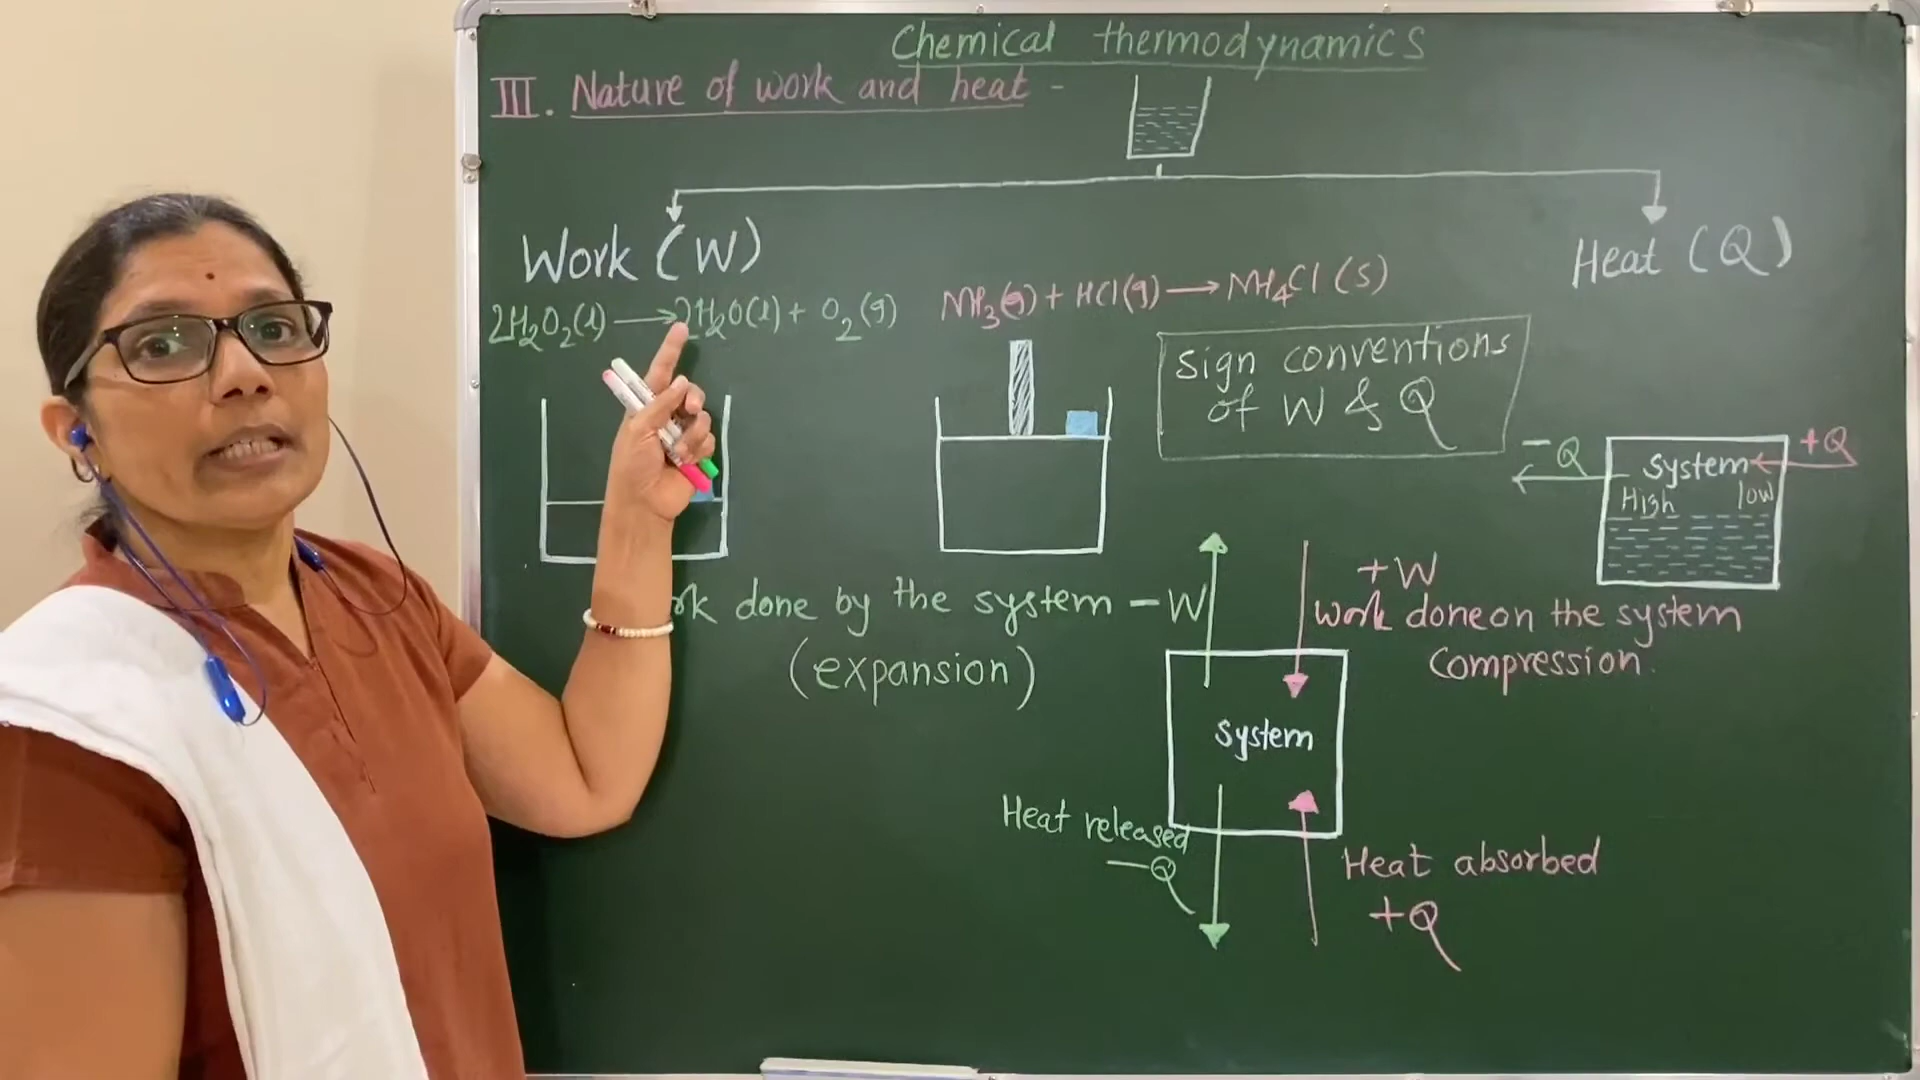 Chemical thermodynamics
III. Nature of work and heat -
Work (W)
Heat (Q)
2H₂O₂(l) → 2H₂O(l) + O₂(g)
NH₃(g) + HCl(g) → NH₄Cl (s)
Sign conventions
of W & Q
-Q
System
+Q
High
low
done by the system -W
(expansion)
+W
work done on the system
Compression.
System
Heat released
-Q
Heat absorbed
+Q